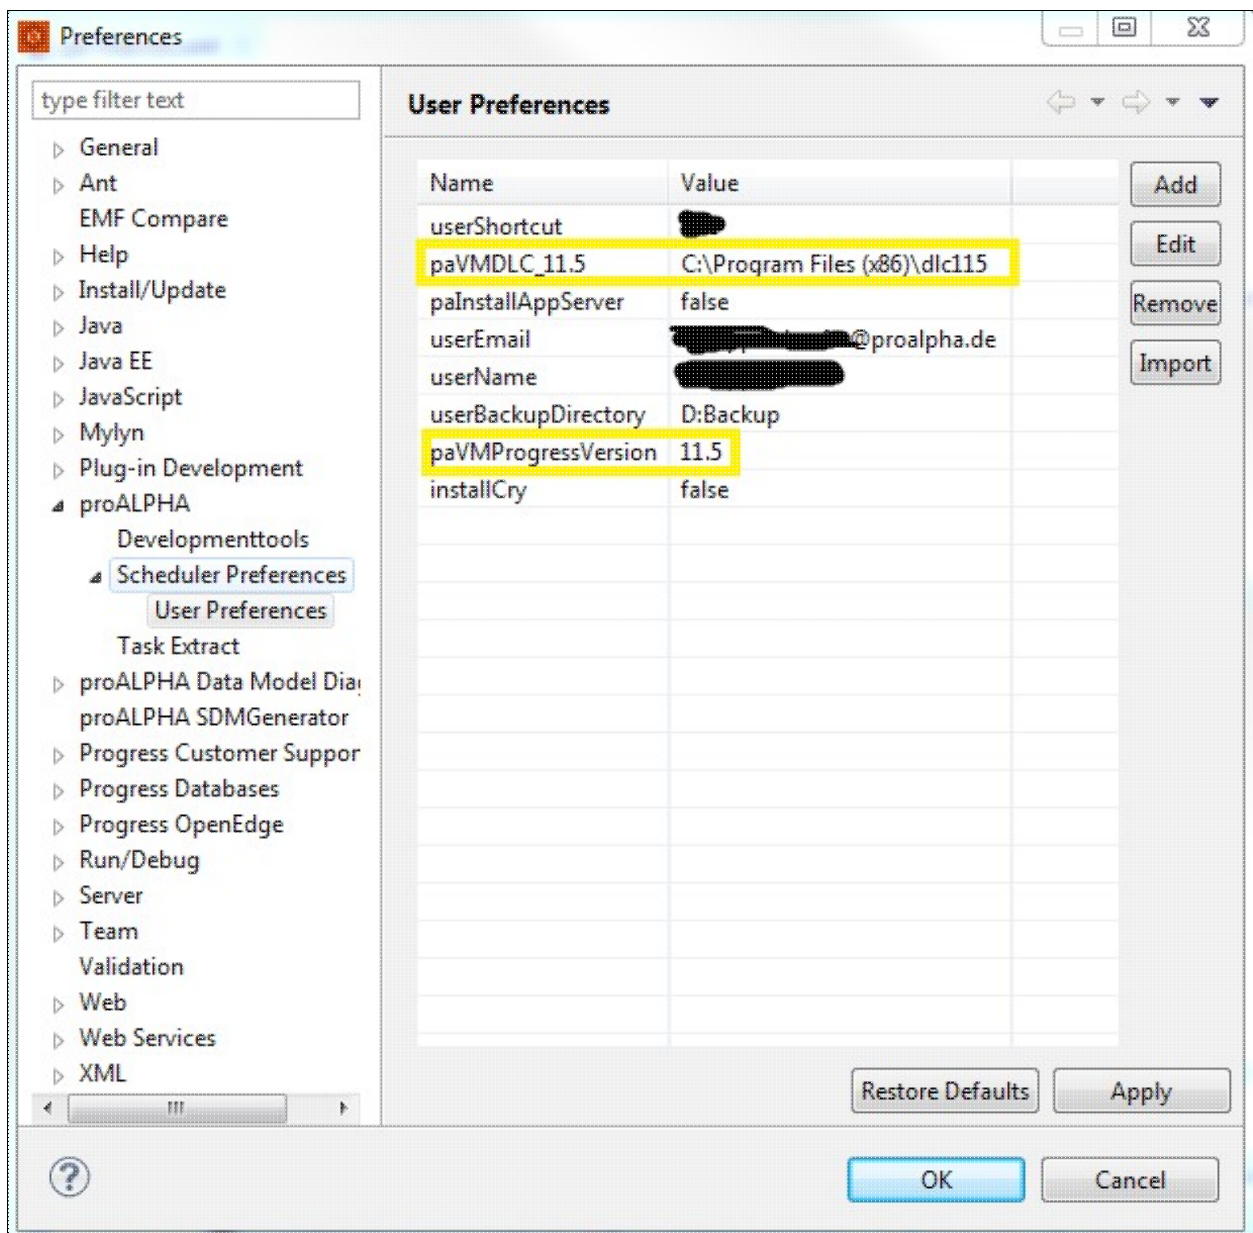 Preferences
type filter text
General
Ant
EMF Compare
Help
Install/Update
Java
Java EE
JavaScript
Mylyn
Plug-in Development
proALPHA
Developmenttools
Scheduler Preferences
User Preferences
Task Extract
proALPHA Data Model Dia
proALPHA SDMGenerator
Progress Customer Suppor
Progress Databases
Progress OpenEdge
Run/Debug
Server
Team
Validation
Web
Web Services
XML
User Preferences
Name Value
userShortcut
paVMDLC_11.5 C:\Program Files (x86)\dlc115
paInstallAppServer false
userEmail @proalpha.de
userName
userBackupDirectory D:Backup
paVMProgressVersion 11.5
installCry false
Add
Edit
Remove
Import
Restore Defaults
Apply
OK
Cancel